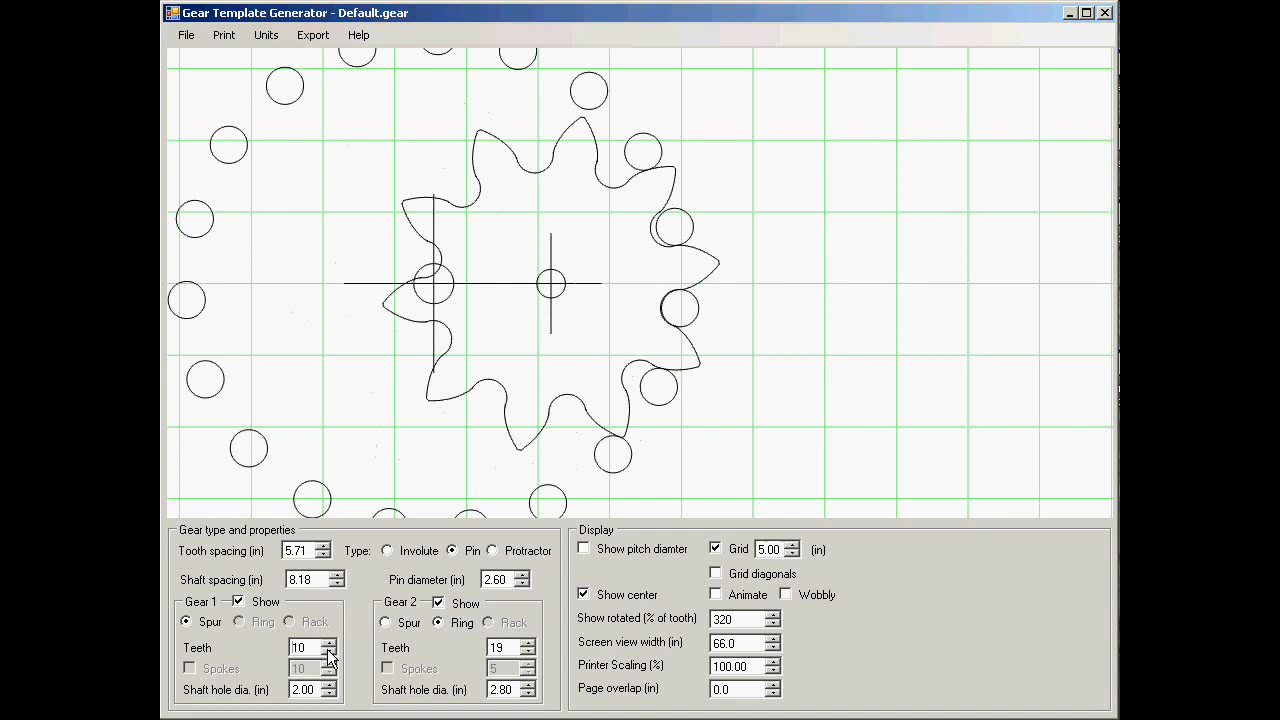 Gear Template Generator - Default.gear
File Print Units Export Help
Gear type and properties
Tooth spacing (in) 5.71 Type: Involute Pin Protractor
Shaft spacing (in) 8.18 Pin diameter (in) 2.60
Gear 1 Show
Spur Ring Rack
Teeth 10
Spokes 10
Shaft hole dia. (in) 2.00
Gear 2 Show
Spur Ring Rack
Teeth 19
Spokes 5
Shaft hole dia. (in) 2.80
Display
Show pitch diamter Grid 5.00 (in)
Grid diagonals
Show center Animate Wobbly
Show rotated (% of tooth) 320
Screen view width (in) 66.0
Printer Scaling (%) 100.00
Page overlap (in) 0.0